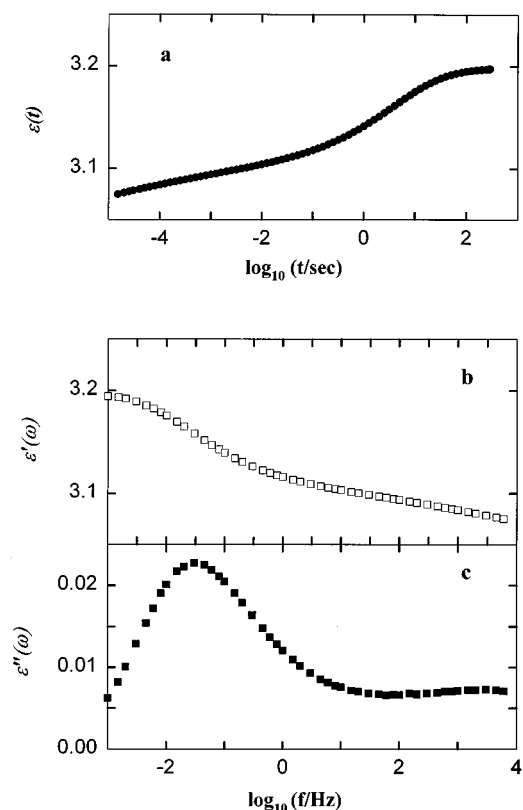 a
3.2
3.1
ε(t)
-4 -2 0 2
log10 (t/sec)
b
3.2
3.1
ε'(ω)
c
0.02
0.01
0.00
ε''(ω)
-2 0 2 4
log10 (f/Hz)